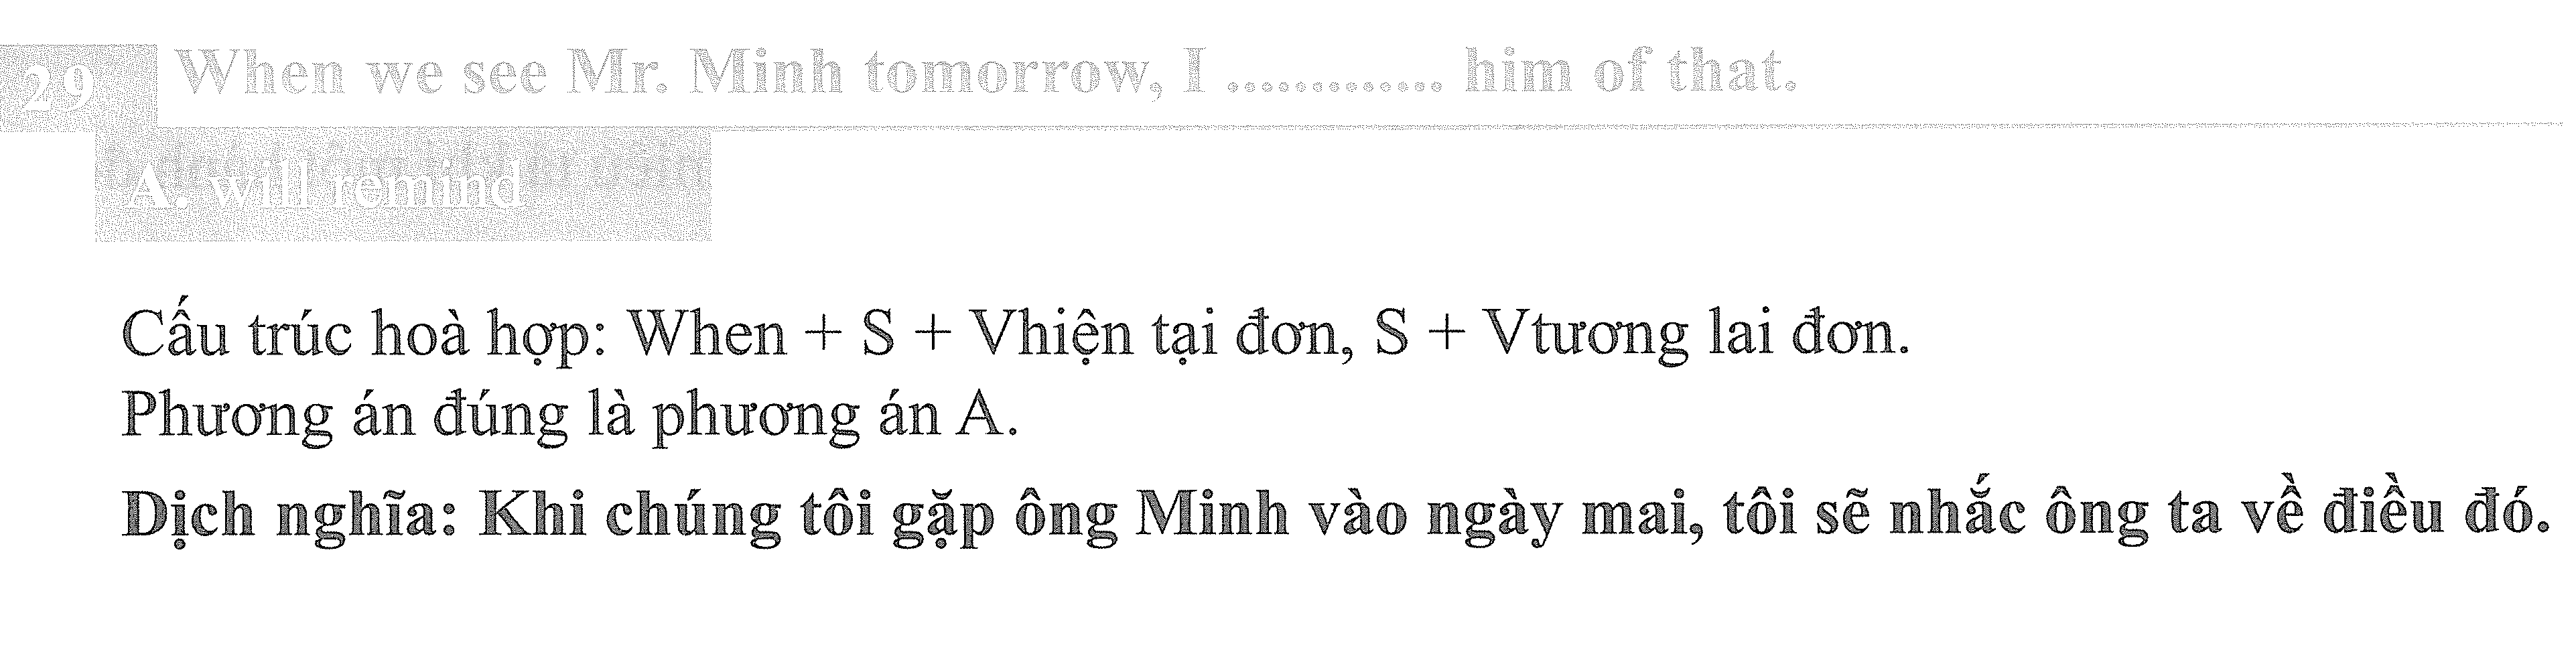 29 When we see Mr. Minh tomorrow, I ............. him of that.
A. will remind
Cấu trúc hoà hợp: When + S + Vhiện tại đơn, S + Vtương lai đơn.
Phương án đúng là phương án A.
Dịch nghĩa: Khi chúng tôi gặp ông Minh vào ngày mai, tôi sẽ nhắc ông ta về điều đó.